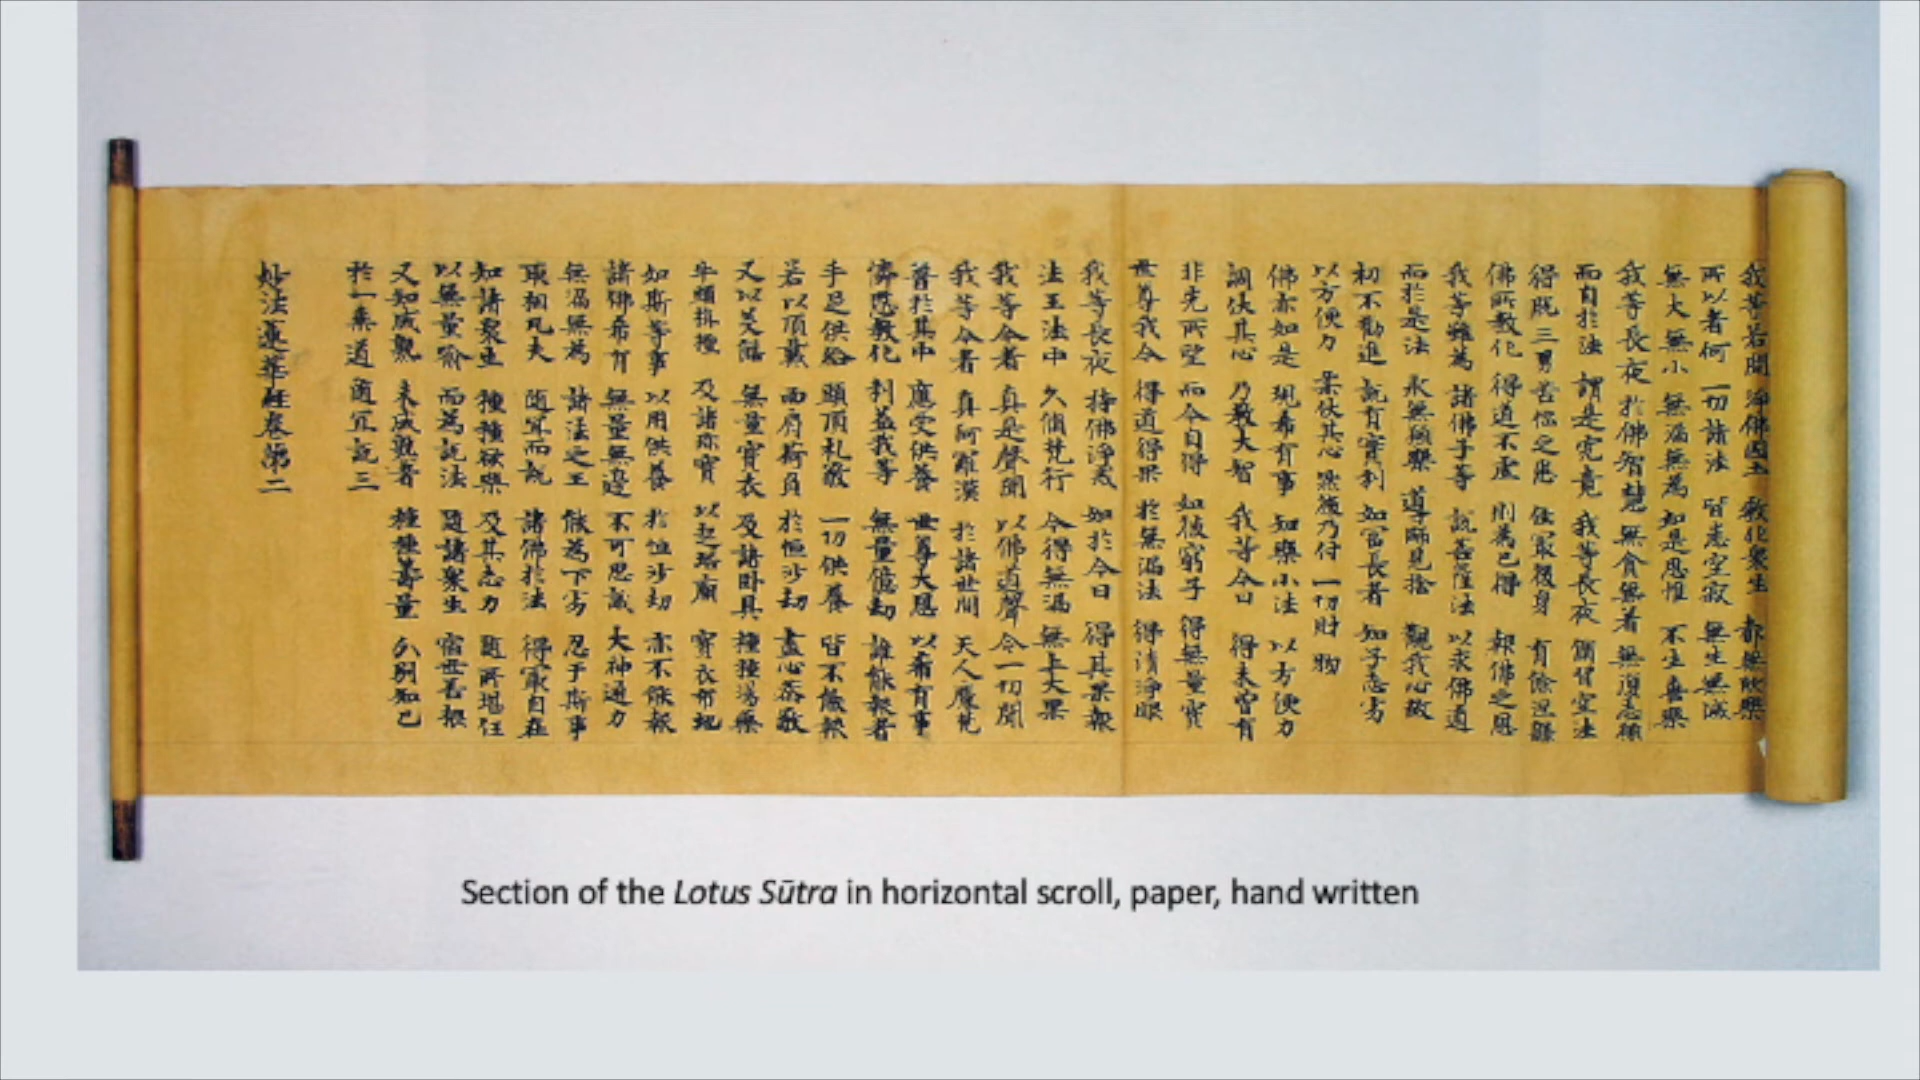 我等若聞 淨佛國土 教化衆生 都無欣樂
所以者何 一切諸法 皆悉空寂 無生無滅
無大無小 無漏無為 如是思惟 不生喜樂
我等長夜 於佛智慧 無貪無着 無復志願
而自於法 謂是究竟 我等長夜 脩習空法
得脫三界 苦惱之患 住最後身 有餘涅槃
佛所教化 得道不虛 則為已得 報佛之恩
我等雖為 諸佛子等 說菩薩法 以求佛道
而於是法 永無願樂 導師見捨 觀我心故
初不勸進 說有實利 如富長者 知子志劣
以方便力 柔伏其心 然後乃付 一切財物
佛亦如是 現希有事 知樂小法 以方便力
調伏其心 乃教大智 我等今日 得未曾有
非先所望 而今自得 如彼窮子 得無量寶
世尊我今 得道得果 於無漏法 得清淨眼
我等長夜 持佛淨戒 始於今日 得其果報
法王法中 久脩梵行 今得無漏 無上大果
我等今者 真是聲聞 以佛道聲 令一切聞
我等今者 真阿羅漢 於諸世間 天人魔梵
普於其中 應受供養 世尊大恩 以希有事
憐愍教化 利益我等 無量億劫 誰能報者
手足供給 頭頂礼敬 一切供養 皆不能報
若以頂戴 兩肩荷負 於恒沙劫 盡心恭敬
又以美饍 無量寶衣 及諸卧具 種種湯藥
牛頭栴檀 及諸珎寶 以起塔廟 寶衣布地
如斯等事 以用供養 於恒沙劫 亦不能報
諸佛希有 無量無邊 不可思議 大神通力
無漏無為 諸法之王 能為下劣 忍于斯事
取相凡夫 隨宜而說 諸佛於法 得最自在
知諸衆生 種種欲樂 及其志力 隨所堪任
以無量喻 而為說法 隨諸衆生 宿世善根
又知成熟 未成熟者 種種籌量 分別知已
於一乘道 隨宜說三
妙法蓮華經卷第二
Section of the Lotus Sūtra in horizontal scroll, paper, hand written